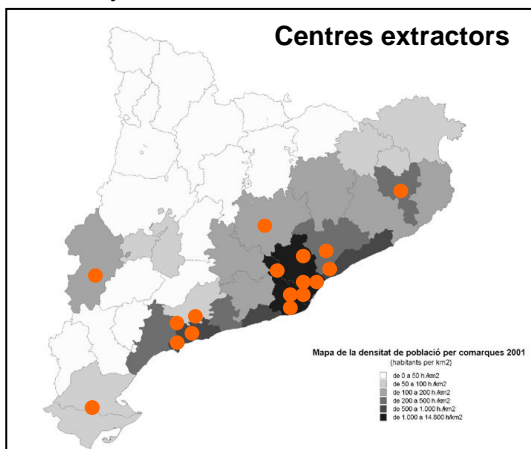 Centres extractors
Mapa de la densitat de població per comarques 2001
(habitants per km2)
de 0 a 50 h./km2
de 50 a 100 h./km2
de 100 a 200 h./km2
de 200 a 500 h./km2
de 500 a 1.000 h./km2
de 1.000 a 14.800 h/km2